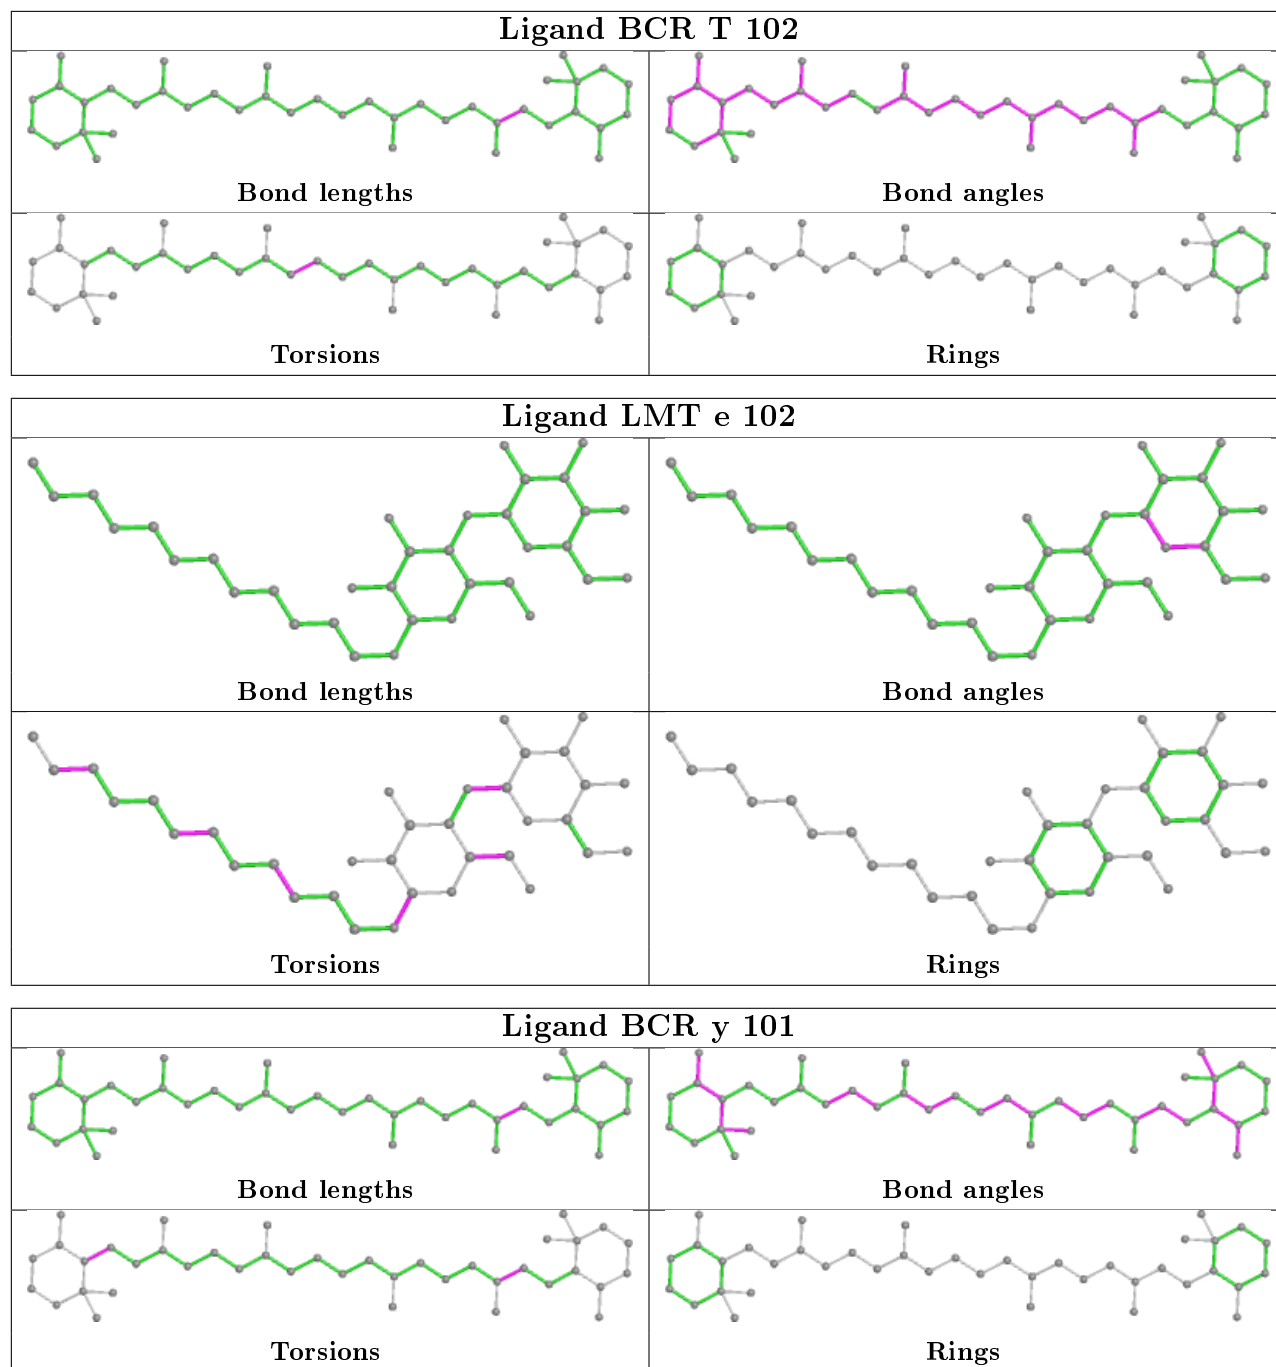 Ligand BCR T 102
Bond lengths
Bond angles
Torsions
Rings
Ligand LMT e 102
Bond lengths
Bond angles
Torsions
Rings
Ligand BCR y 101
Bond lengths
Bond angles
Torsions
Rings